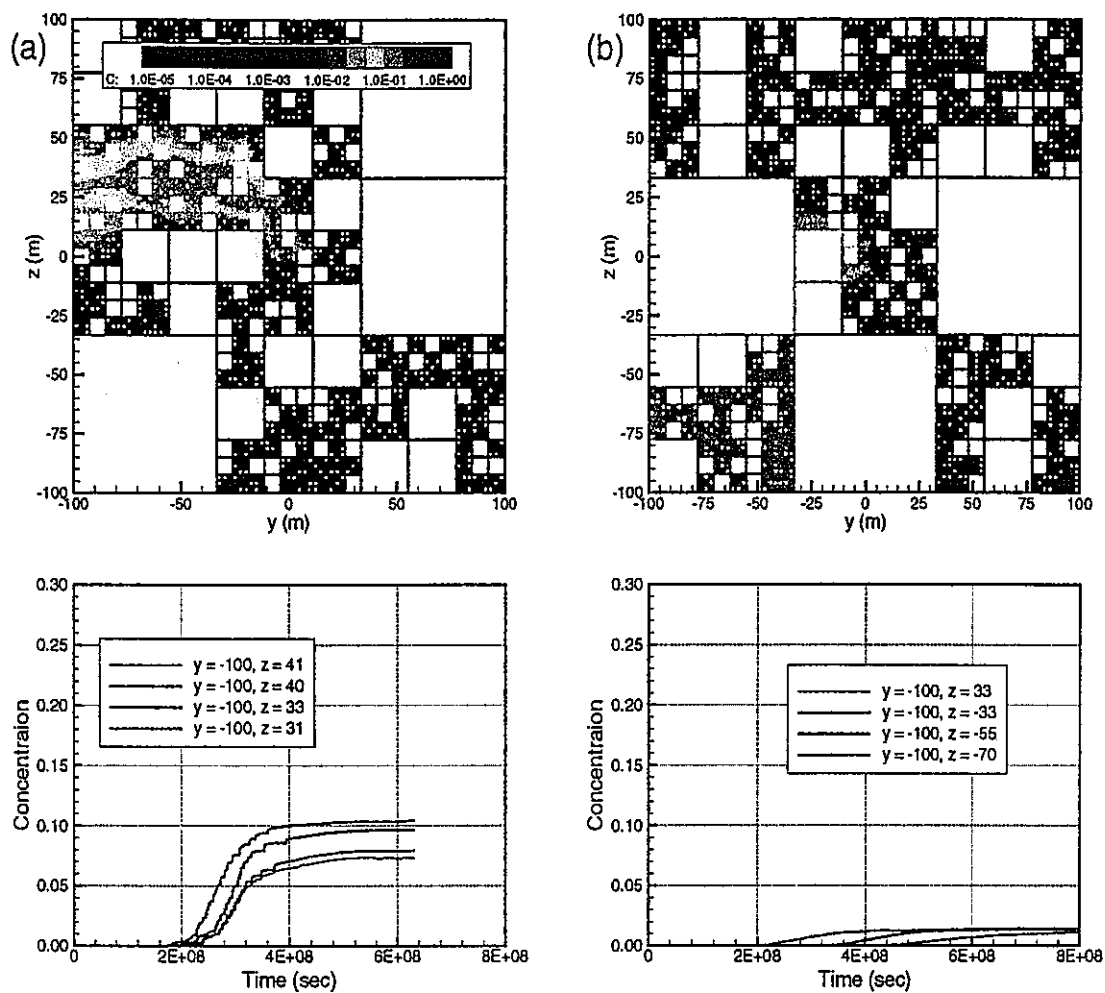 (a)
100
75
50
25
0
-25
-50
-75
-100
z (m)
C: 1.0E-05 1.0E-04 1.0E-03 1.0E-02 1.0E-01 1.0E+00
-100 -50 0 50 100
y (m)
(b)
100
75
50
25
0
-25
-50
-75
-100
z (m)
-100 -75 -50 -25 0 25 50 75 100
y (m)
0.30
0.25
0.20
0.15
0.10
0.05
0.00
Concentraion
y = -100, z = 41
y = -100, z = 40
y = -100, z = 33
y = -100, z = 31
0 2E+08 4E+08 6E+08 8E+08
Time (sec)
0.30
0.25
0.20
0.15
0.10
0.05
0.00
Concentraion
y = -100, z = 33
y = -100, z = -33
y = -100, z = -55
y = -100, z = -70
0 2E+08 4E+08 6E+08 8E+08
Time (sec)